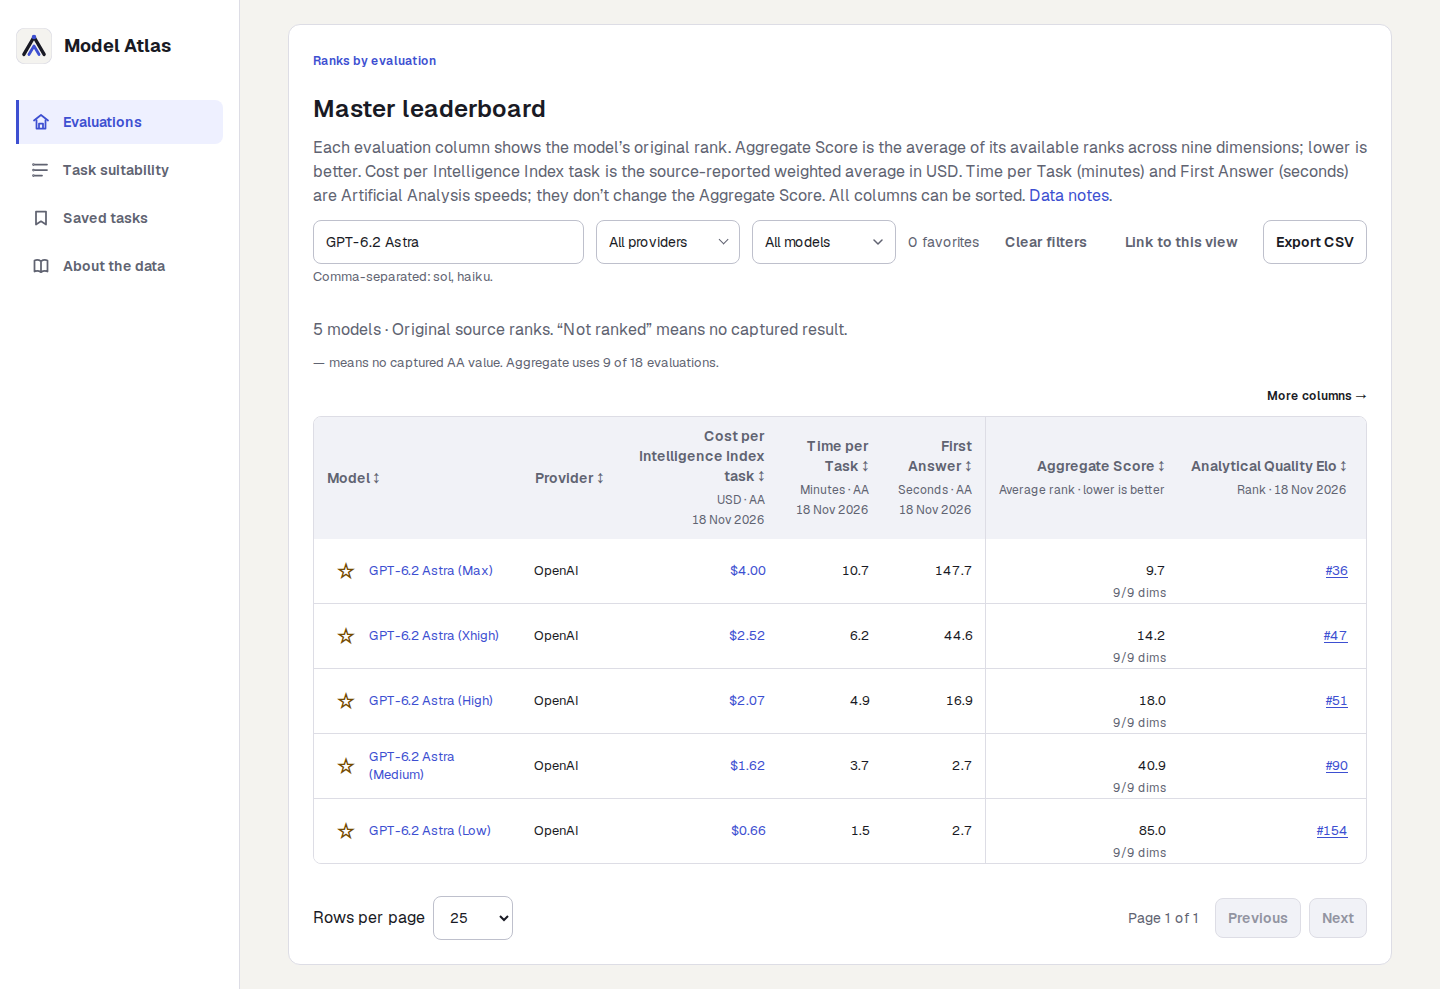 Model Atlas
Evaluations
Task suitability
Saved tasks
About the data
Ranks by evaluation
Master leaderboard
Each evaluation column shows the model’s original rank. Aggregate Score is the average of its available ranks across nine dimensions; lower is
better. Cost per Intelligence Index task is the source-reported weighted average in USD. Time per Task (minutes) and First Answer (seconds)
are Artificial Analysis speeds; they don’t change the Aggregate Score. All columns can be sorted. Data notes.
GPT-6.2 Astra
All providers
All models
0 favorites
Clear filters
Link to this view
Export CSV
Comma-separated: sol, haiku.
5 models · Original source ranks. “Not ranked” means no captured result.
— means no captured AA value. Aggregate uses 9 of 18 evaluations.
More columns →
Model ↕
Provider ↕
Cost per
Intelligence Index
task ↕
USD · AA
18 Nov 2026
Time per
Task ↕
Minutes · AA
18 Nov 2026
First
Answer ↕
Seconds · AA
18 Nov 2026
Aggregate Score ↕
Average rank · lower is better
Analytical Quality Elo ↕
Rank · 18 Nov 2026
☆ GPT-6.2 Astra (Max) OpenAI $4.00 10.7 147.7 9.7 #36
9/9 dims
☆ GPT-6.2 Astra (Xhigh) OpenAI $2.52 6.2 44.6 14.2 #47
9/9 dims
☆ GPT-6.2 Astra (High) OpenAI $2.07 4.9 16.9 18.0 #51
9/9 dims
☆ GPT-6.2 Astra
(Medium) OpenAI $1.62 3.7 2.7 40.9 #90
9/9 dims
☆ GPT-6.2 Astra (Low) OpenAI $0.66 1.5 2.7 85.0 #154
9/9 dims
Rows per page 25
Page 1 of 1
Previous
Next